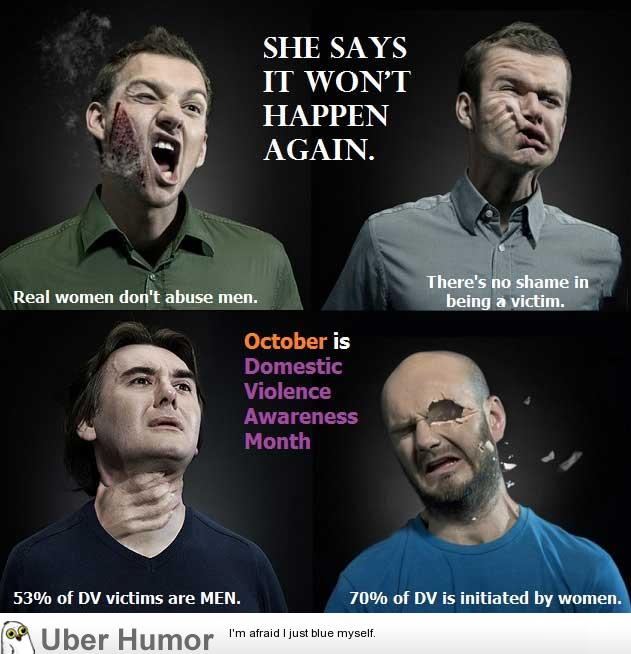 SHE SAYS
IT WON'T
HAPPEN
AGAIN.
Real women don't abuse men.
There's no shame in
being a victim.
October is
Domestic
Violence
Awareness
Month
53% of DV victims are MEN.
70% of DV is initiated by women.
Uber Humor
I'm afraid I just blue myself.